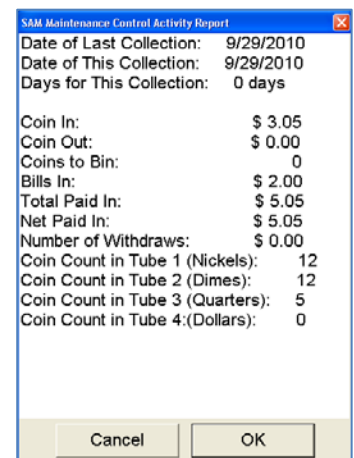 SAM Maintenance Control Activity Report
Date of Last Collection: 9/29/2010
Date of This Collection: 9/29/2010
Days for This Collection: 0 days
Coin In: $ 3.05
Coin Out: $ 0.00
Coins to Bin: 0
Bills In: $ 2.00
Total Paid In: $ 5.05
Net Paid In: $ 5.05
Number of Withdraws: $ 0.00
Coin Count in Tube 1 (Nickels): 12
Coin Count in Tube 2 (Dimes): 12
Coin Count in Tube 3 (Quarters): 5
Coin Count in Tube 4:(Dollars): 0
Cancel OK